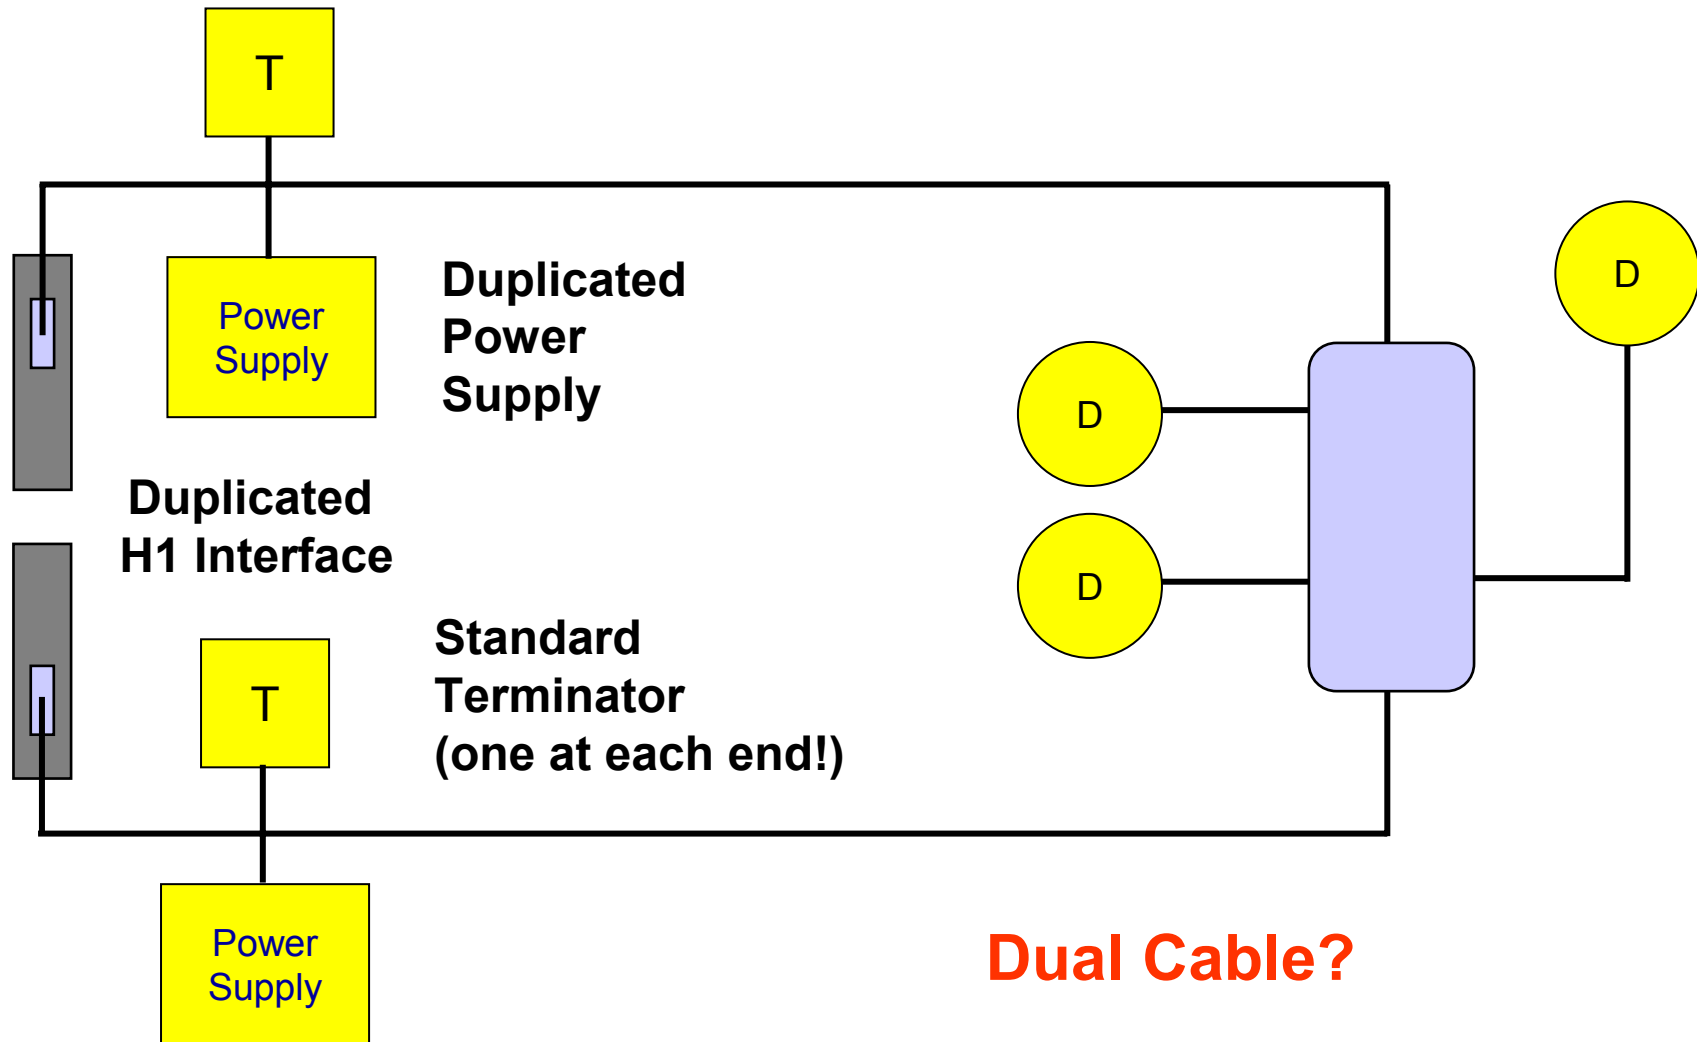 T
Power
Supply
Duplicated
Power
Supply
D
D
Duplicated
H1 Interface
D
T
Standard
Terminator
(one at each end!)
Power
Supply
Dual Cable?